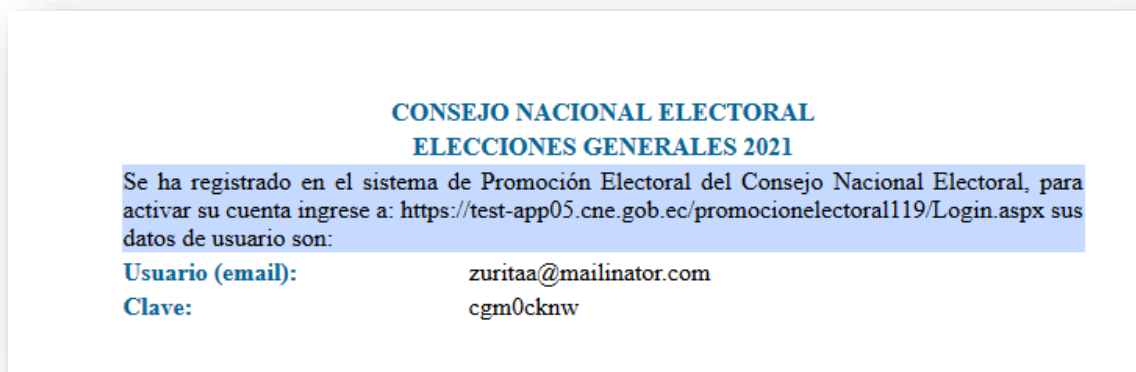 CONSEJO NACIONAL ELECTORAL
ELECCIONES GENERALES 2021
Se ha registrado en el sistema de Promoción Electoral del Consejo Nacional Electoral, para
activar su cuenta ingrese a: https://test-app05.cne.gob.ec/promocionelectoral119/Login.aspx sus
datos de usuario son:
Usuario (email): zuritaa@mailinator.com
Clave: cgm0cknw